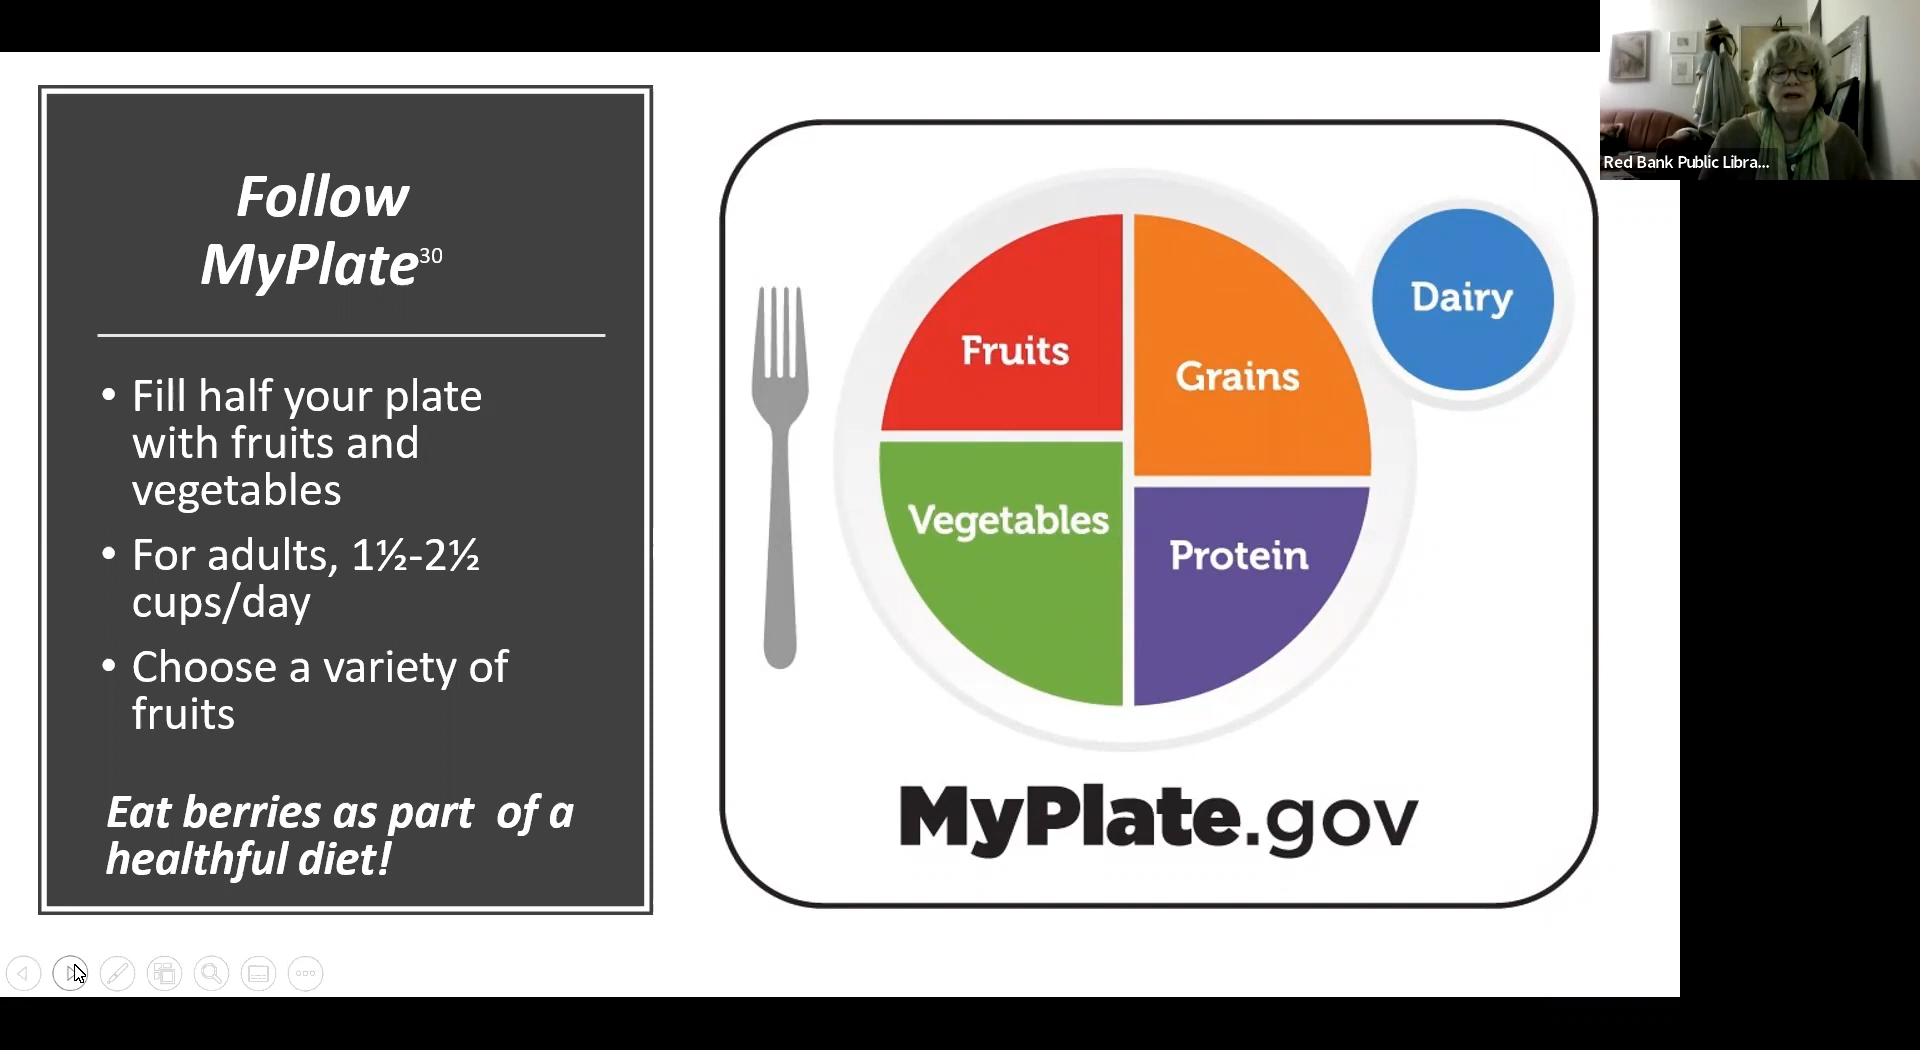 Follow
MyPlate30
• Fill half your plate
with fruits and
vegetables
• For adults, 1½-2½
cups/day
• Choose a variety of
fruits
Eat berries as part of a
healthful diet!
Fruits
Grains
Dairy
Vegetables
Protein
MyPlate.gov
Red Bank Public Libra...